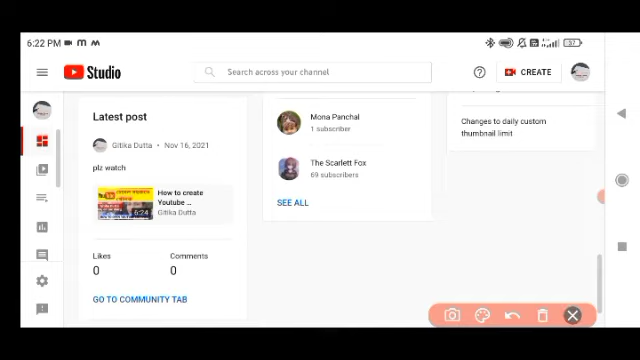 6:22 PM
57
Studio
Search across your channel
CREATE
Latest post
Gitika Dutta • Nov 16, 2021
plz watch
How to create
Youtube ...
Gitika Dutta
6:24
Likes
Comments
0
0
GO TO COMMUNITY TAB
Mona Panchal
1 subscriber
The Scarlett Fox
69 subscribers
SEE ALL
Changes to daily custom
thumbnail limit